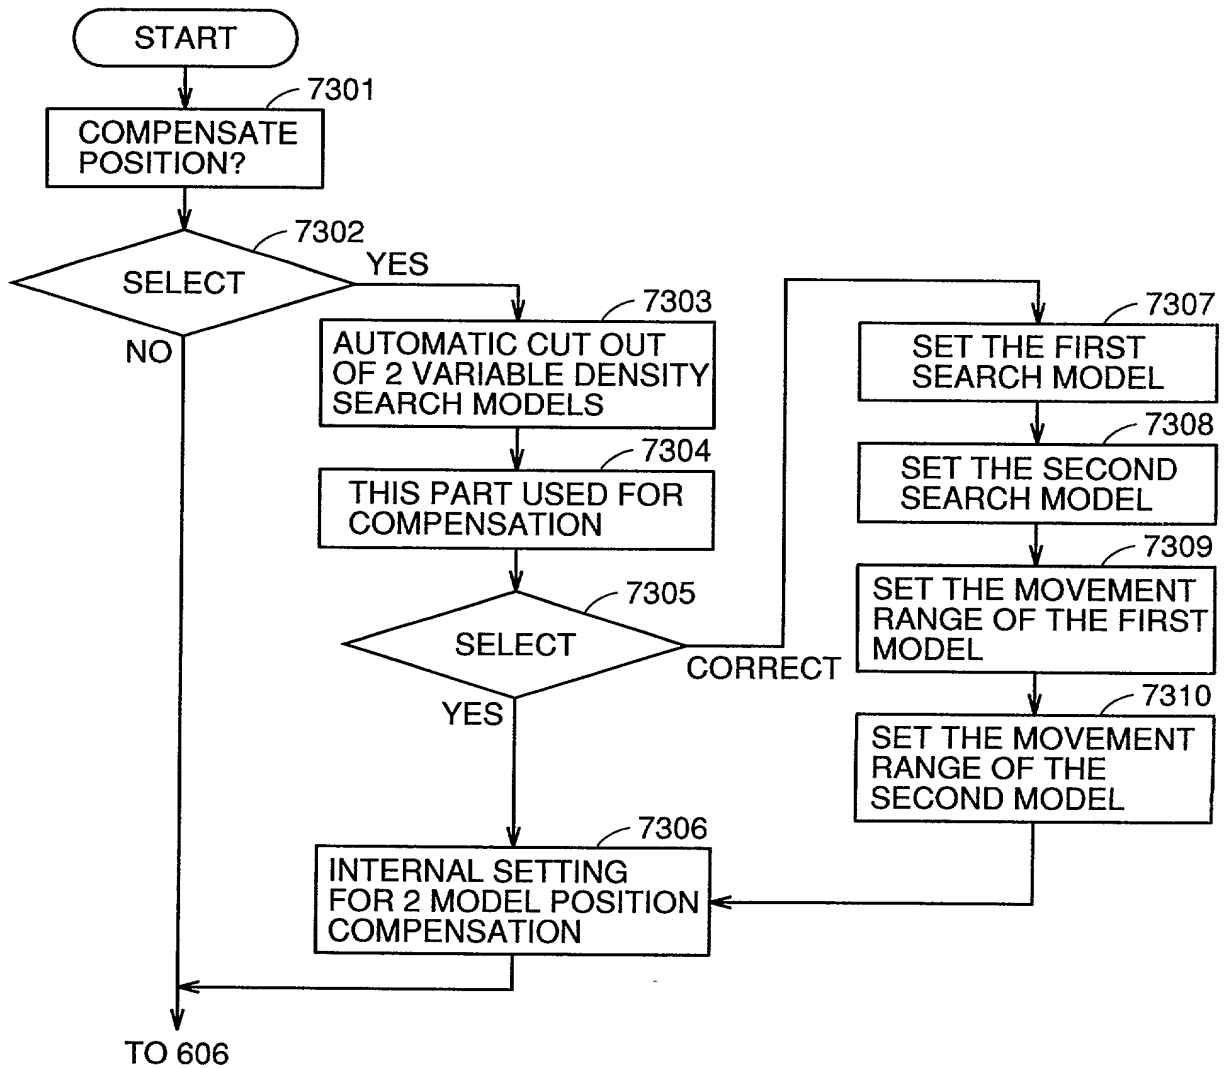 START
7301
COMPENSATE
POSITION?
7302
SELECT
YES
NO
7303
AUTOMATIC CUT OUT
OF 2 VARIABLE DENSITY
SEARCH MODELS
7304
THIS PART USED FOR
COMPENSATION
7305
SELECT
CORRECT
YES
7306
INTERNAL SETTING
FOR 2 MODEL POSITION
COMPENSATION
7307
SET THE FIRST
SEARCH MODEL
7308
SET THE SECOND
SEARCH MODEL
7309
SET THE MOVEMENT
RANGE OF THE FIRST
MODEL
7310
SET THE MOVEMENT
RANGE OF THE
SECOND MODEL
TO 606